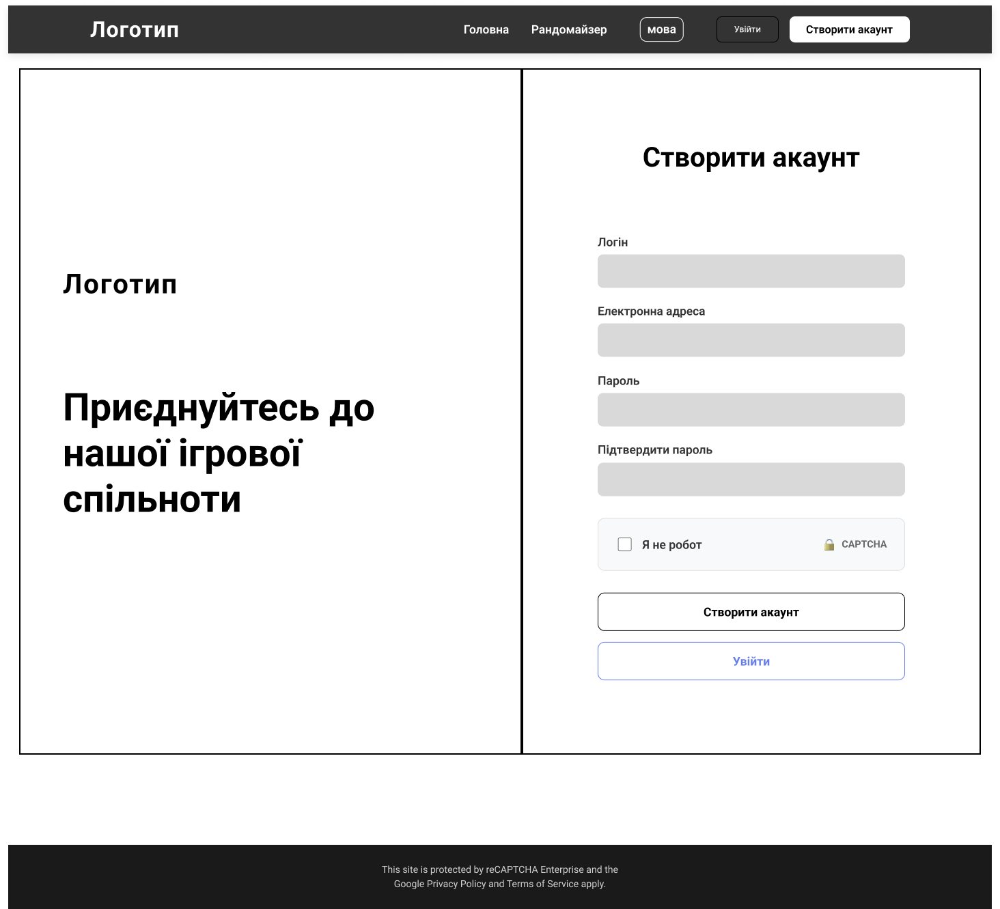 Логотип
Головна
Рандомайзер
мова
Увійти
Створити акаунт
Логотип
Приєднуйтесь до
нашої ігрової
спільноти
Створити акаунт
Логін
Електронна адреса
Пароль
Підтвердити пароль
Я не робот
CAPTCHA
Створити акаунт
Увійти
This site is protected by reCAPTCHA Enterprise and the
Google Privacy Policy and Terms of Service apply.